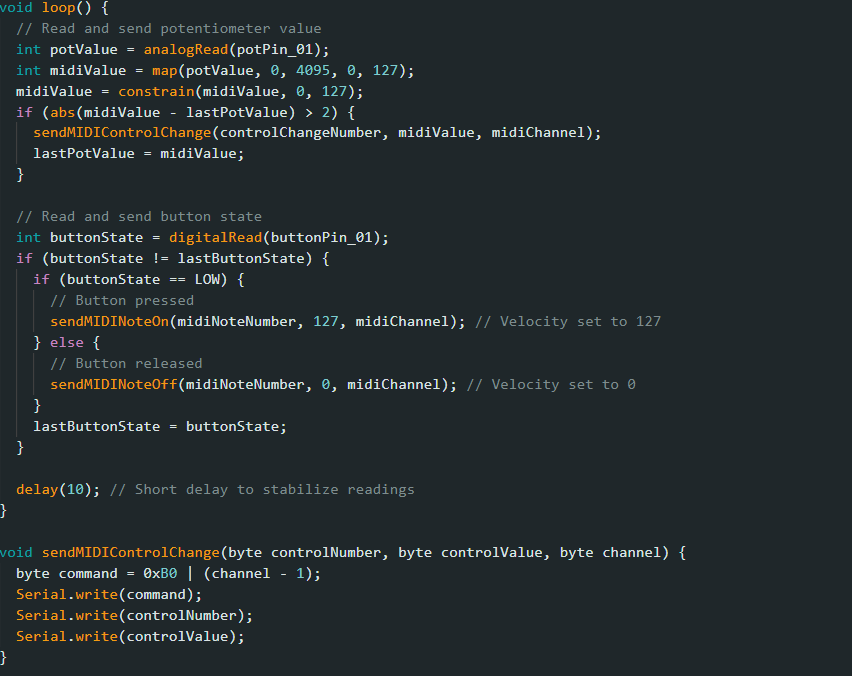 void loop() {
  // Read and send potentiometer value
  int potValue = analogRead(potPin_01);
  int midiValue = map(potValue, 0, 4095, 0, 127);
  midiValue = constrain(midiValue, 0, 127);
  if (abs(midiValue - lastPotValue) > 2) {
    sendMIDIControlChange(controlChangeNumber, midiValue, midiChannel);
    lastPotValue = midiValue;
  }

  // Read and send button state
  int buttonState = digitalRead(buttonPin_01);
  if (buttonState != lastButtonState) {
    if (buttonState == LOW) {
      // Button pressed
      sendMIDINoteOn(midiNoteNumber, 127, midiChannel); // Velocity set to 127
    } else {
      // Button released
      sendMIDINoteOff(midiNoteNumber, 0, midiChannel); // Velocity set to 0
    }
    lastButtonState = buttonState;
  }

  delay(10); // Short delay to stabilize readings
}

void sendMIDIControlChange(byte controlNumber, byte controlValue, byte channel) {
  byte command = 0xB0 | (channel - 1);
  Serial.write(command);
  Serial.write(controlNumber);
  Serial.write(controlValue);
}